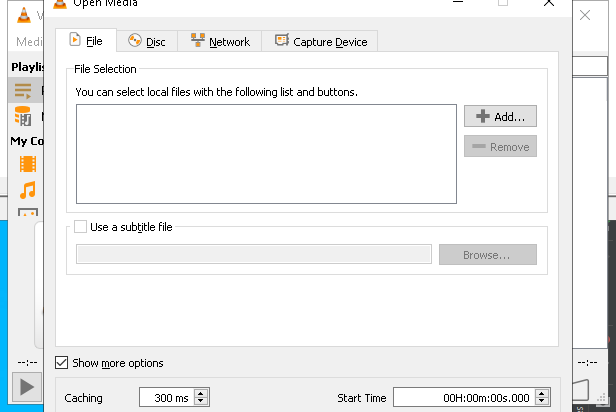 Open Media
Medi
File
Disc
Network
Capture Device
Playlis
File Selection
You can select local files with the following list and buttons.
Add...
Remove
My Co
Use a subtitle file
Browse...
--:--
Show more options
Caching
300 ms
Start Time
00H:00m:00s.000